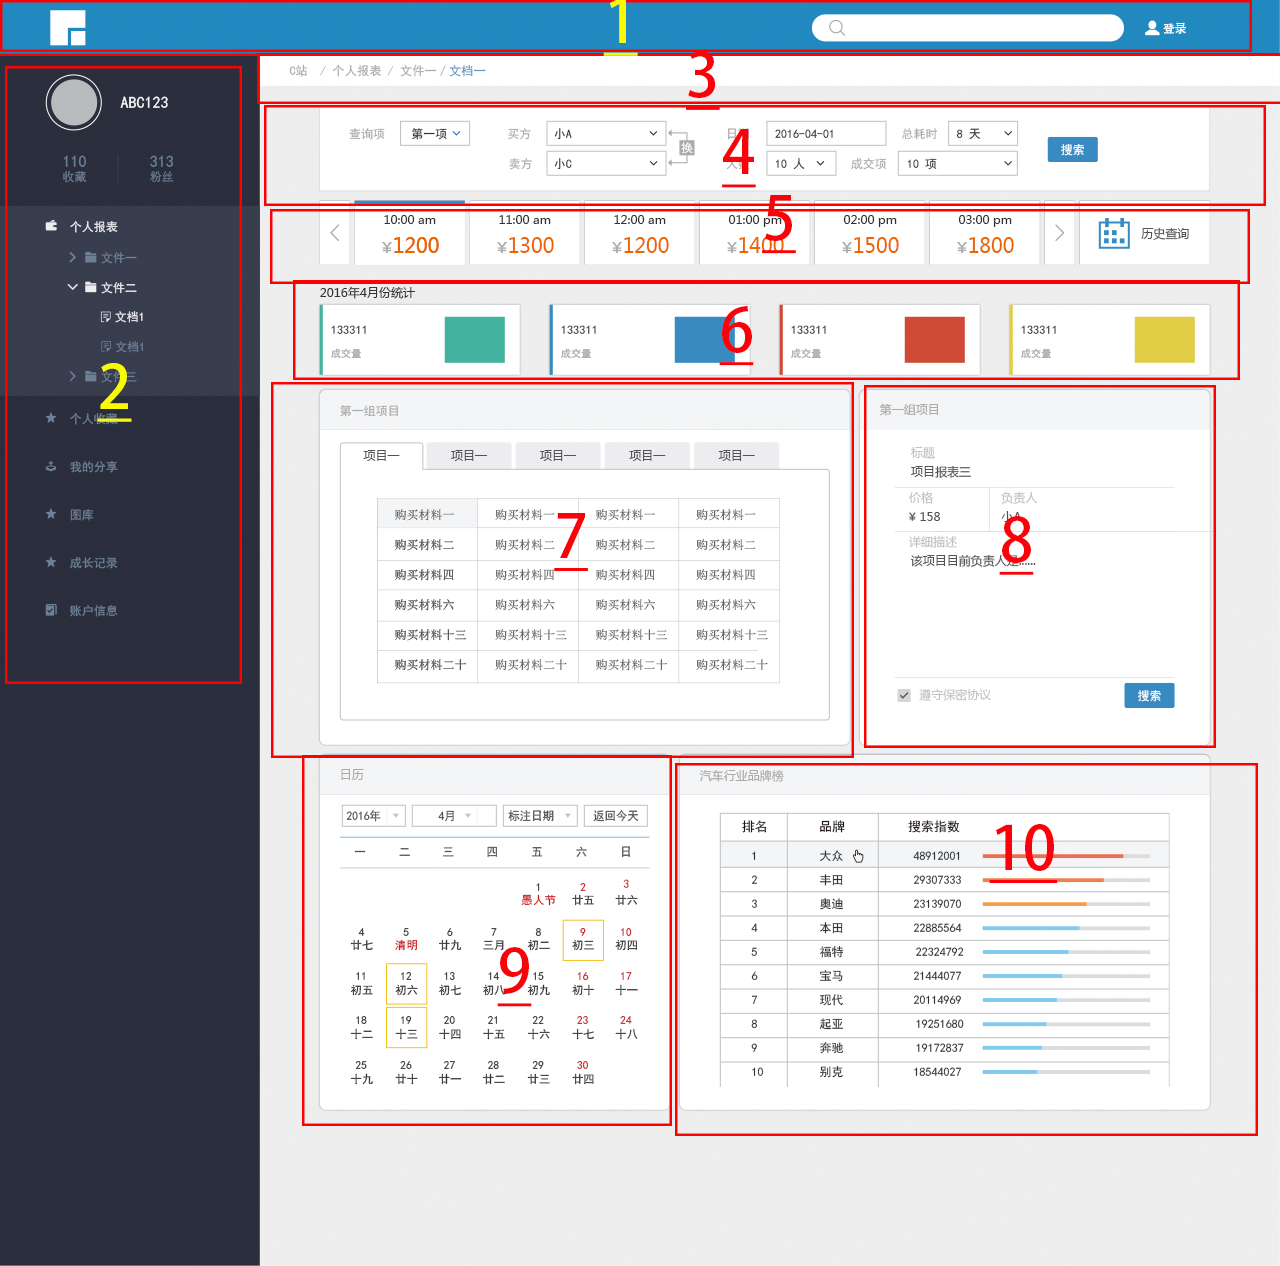 1
登录
ABC123
110 313
收藏 粉丝
个人报表
文件一
文件二
文档1
文档1
文件三
2
个人收藏
我的分享
图库
成长记录
账户信息
C站 / 个人报表 / 文件一 / 文档一
3
查询项 第一项 买方 小A 2016-04-01 总耗时 8 天
换
卖方 小C 10 人 成交项 10 项
搜索
4
10:00 am 11:00 am 12:00 am 01:00 pm 02:00 pm 03:00 pm
¥1200 ¥1300 ¥1200 ¥1400 ¥1500 ¥1800
历史查询
5
2016年4月份统计
133311 133311 133311 133311
成交量 成交量 成交量 成交量
6
第一组项目
项目一 项目一 项目一 项目一 项目一
购买材料一 购买材料一 购买材料一 购买材料一
购买材料二 购买材料二 购买材料二 购买材料二
购买材料四 购买材料四 购买材料四 购买材料四
购买材料六 购买材料六 购买材料六 购买材料六
购买材料十三 购买材料十三 购买材料十三 购买材料十三
购买材料二十 购买材料二十 购买材料二十 购买材料二十
7
第一组项目
标题
项目报表三
价格 负责人
¥ 158 小A
详细描述
该项目目前负责人是......
8
遵守保密协议
搜索
日历
2016年 4月 标注日期 返回今天
一 二 三 四 五 六 日
1 2 3
愚人节 廿五 廿六
4 5 6 7 8 9 10
廿七 清明 廿九 三月 初二 初三 初四
11 12 13 14 15 16 17
初五 初六 初七 初八 初九 初十 十一
18 19 20 21 22 23 24
十二 十三 十四 十五 十六 十七 十八
25 26 27 28 29 30
十九 廿十 廿一 廿二 廿三 廿四
9
汽车行业品牌榜
排名 品牌 搜索指数
1 大众 48912001
2 丰田 29307333
3 奥迪 23139070
4 本田 22885564
5 福特 22324792
6 宝马 21444077
7 现代 20114969
8 起亚 19251680
9 奔驰 19172837
10 别克 18544027
10